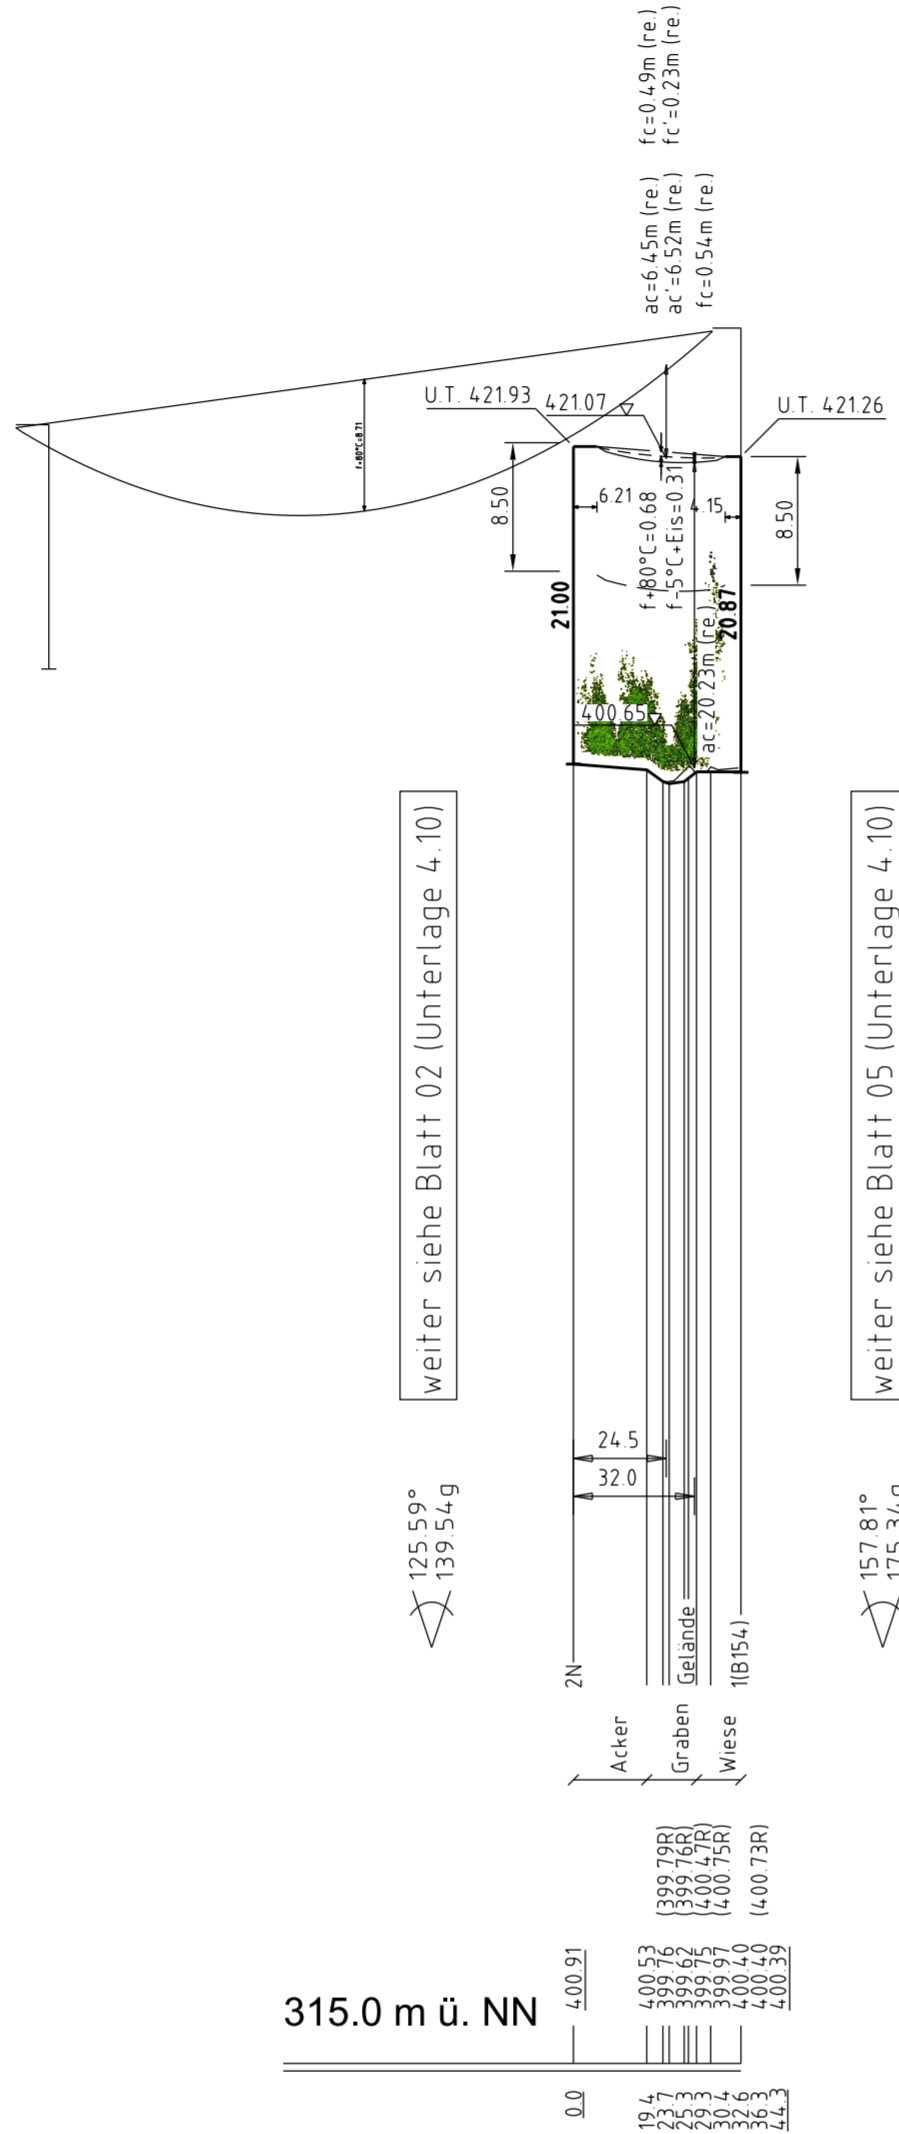 fc=0.49m (re.)
fc'=0.23m (re.)
ac=6.45m (re.)
ac'=6.52m (re.)
fc=0.54m (re.)
U.T. 421.93
421.07
U.T. 421.26
f+80°C=8.71
8.50
6.21
4.15
8.50
f+80°C=0.68
f-5°C+Eis=0.31
21.00
20.87
ac=20.23m (re.)
400.65
weiter siehe Blatt 02 (Unterlage 4.10)
weiter siehe Blatt 05 (Unterlage 4.10)
24.5
32.0
125.59°
139.54g
157.81°
175.34g
2N
Gelände
1(B154)
Acker
Graben
Wiese
(399.79R)
(399.76R)
(400.47R)
(400.75R)
(400.73R)
400.91
400.53
399.76
399.62
399.75
399.97
400.40
400.40
400.39
315.0 m ü. NN
0.0
19.4
23.7
25.3
29.3
30.4
32.6
36.3
44.3